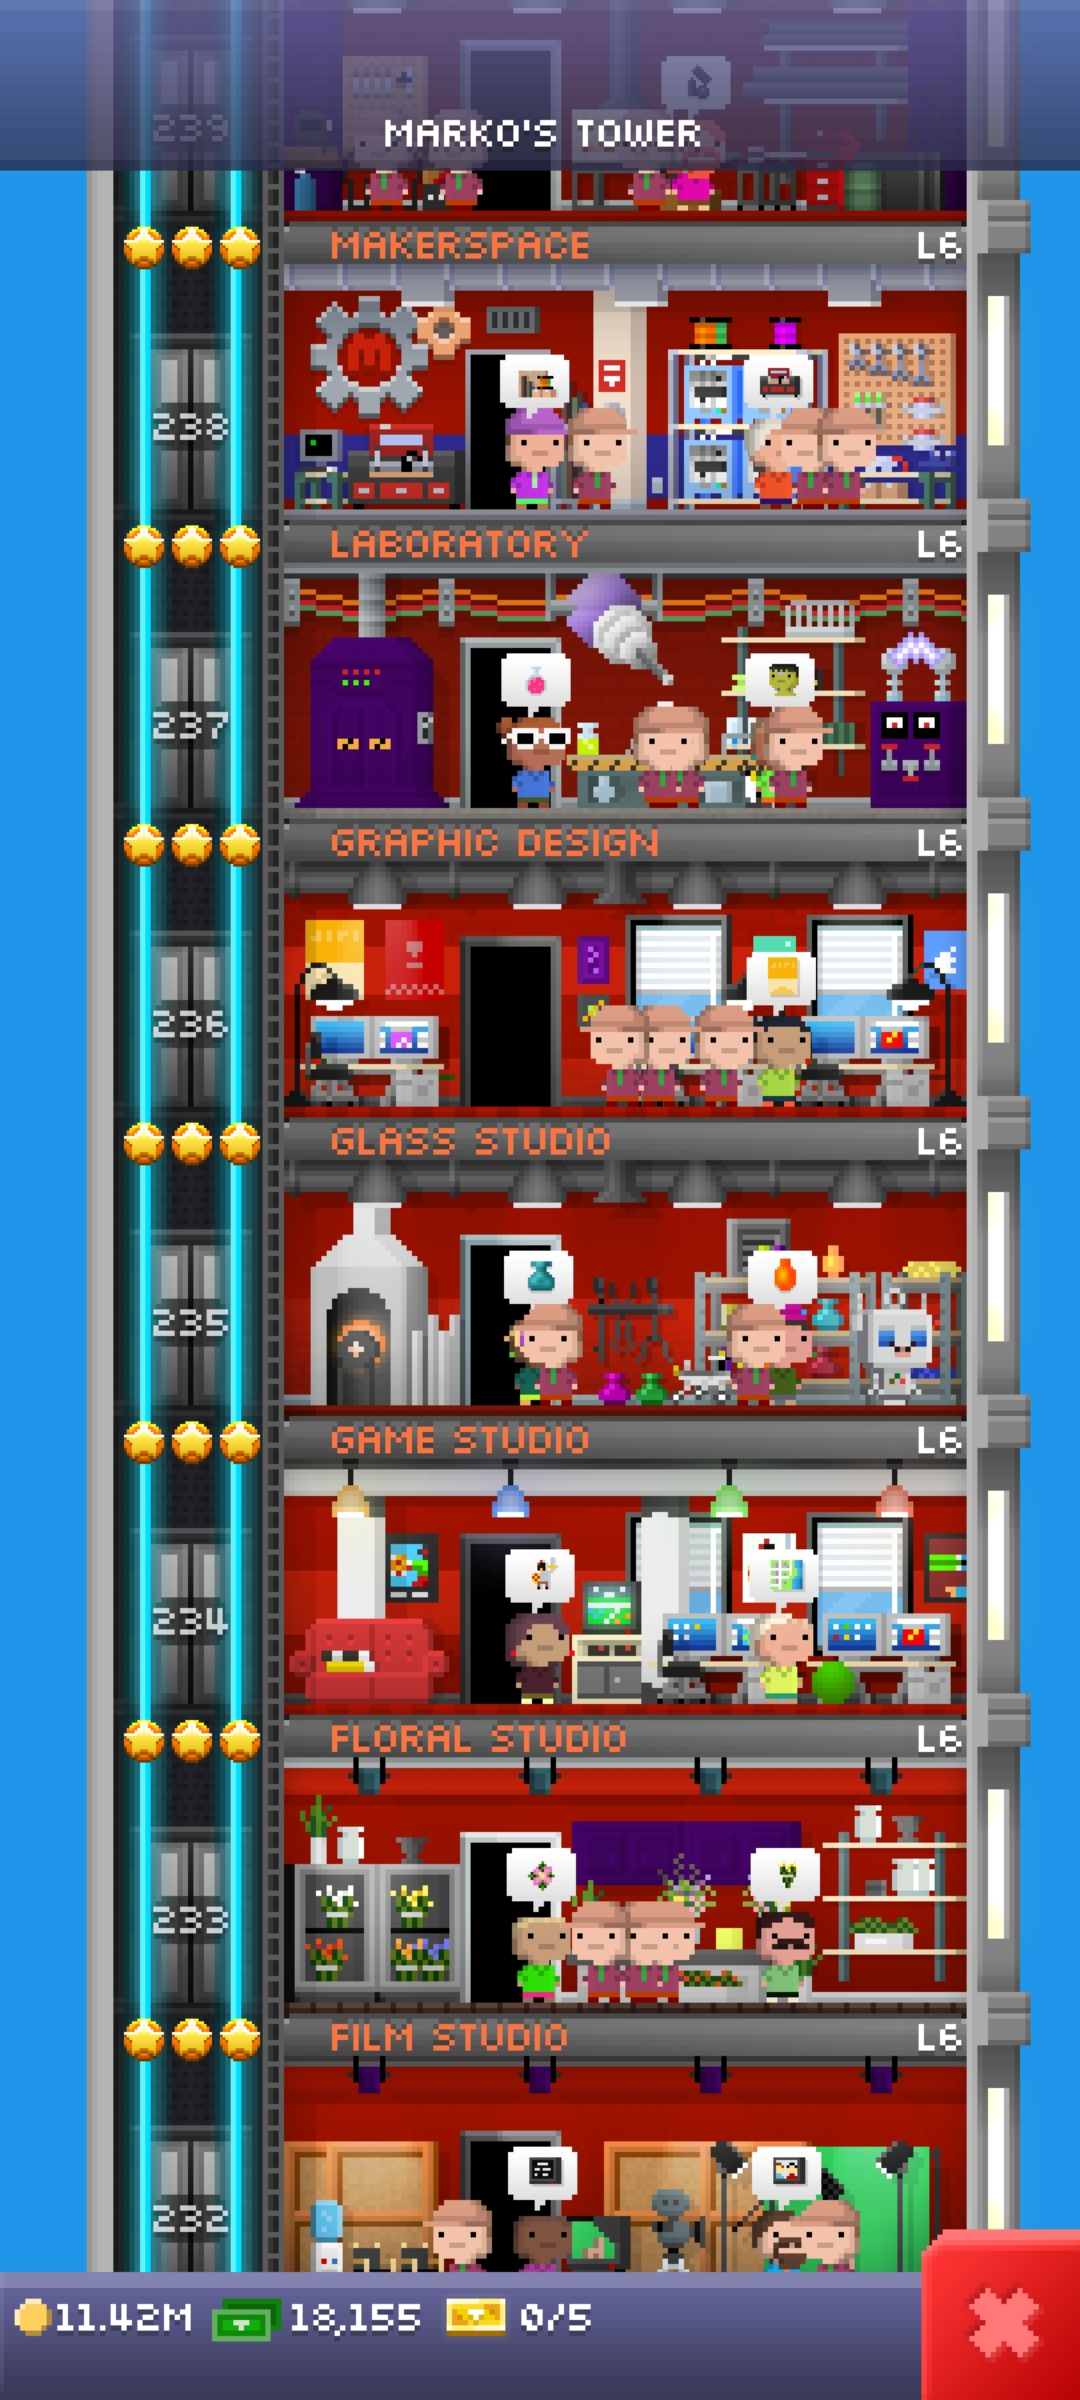 239
MARKO'S TOWER
MAKERSPACE L6
M
238
LABORATORY L6
237
GRAPHIC DESIGN L6
236
GLASS STUDIO L6
235
GAME STUDIO L6
234
FLORAL STUDIO L6
233
FILM STUDIO L6
232
11.42M 18,155 0/5